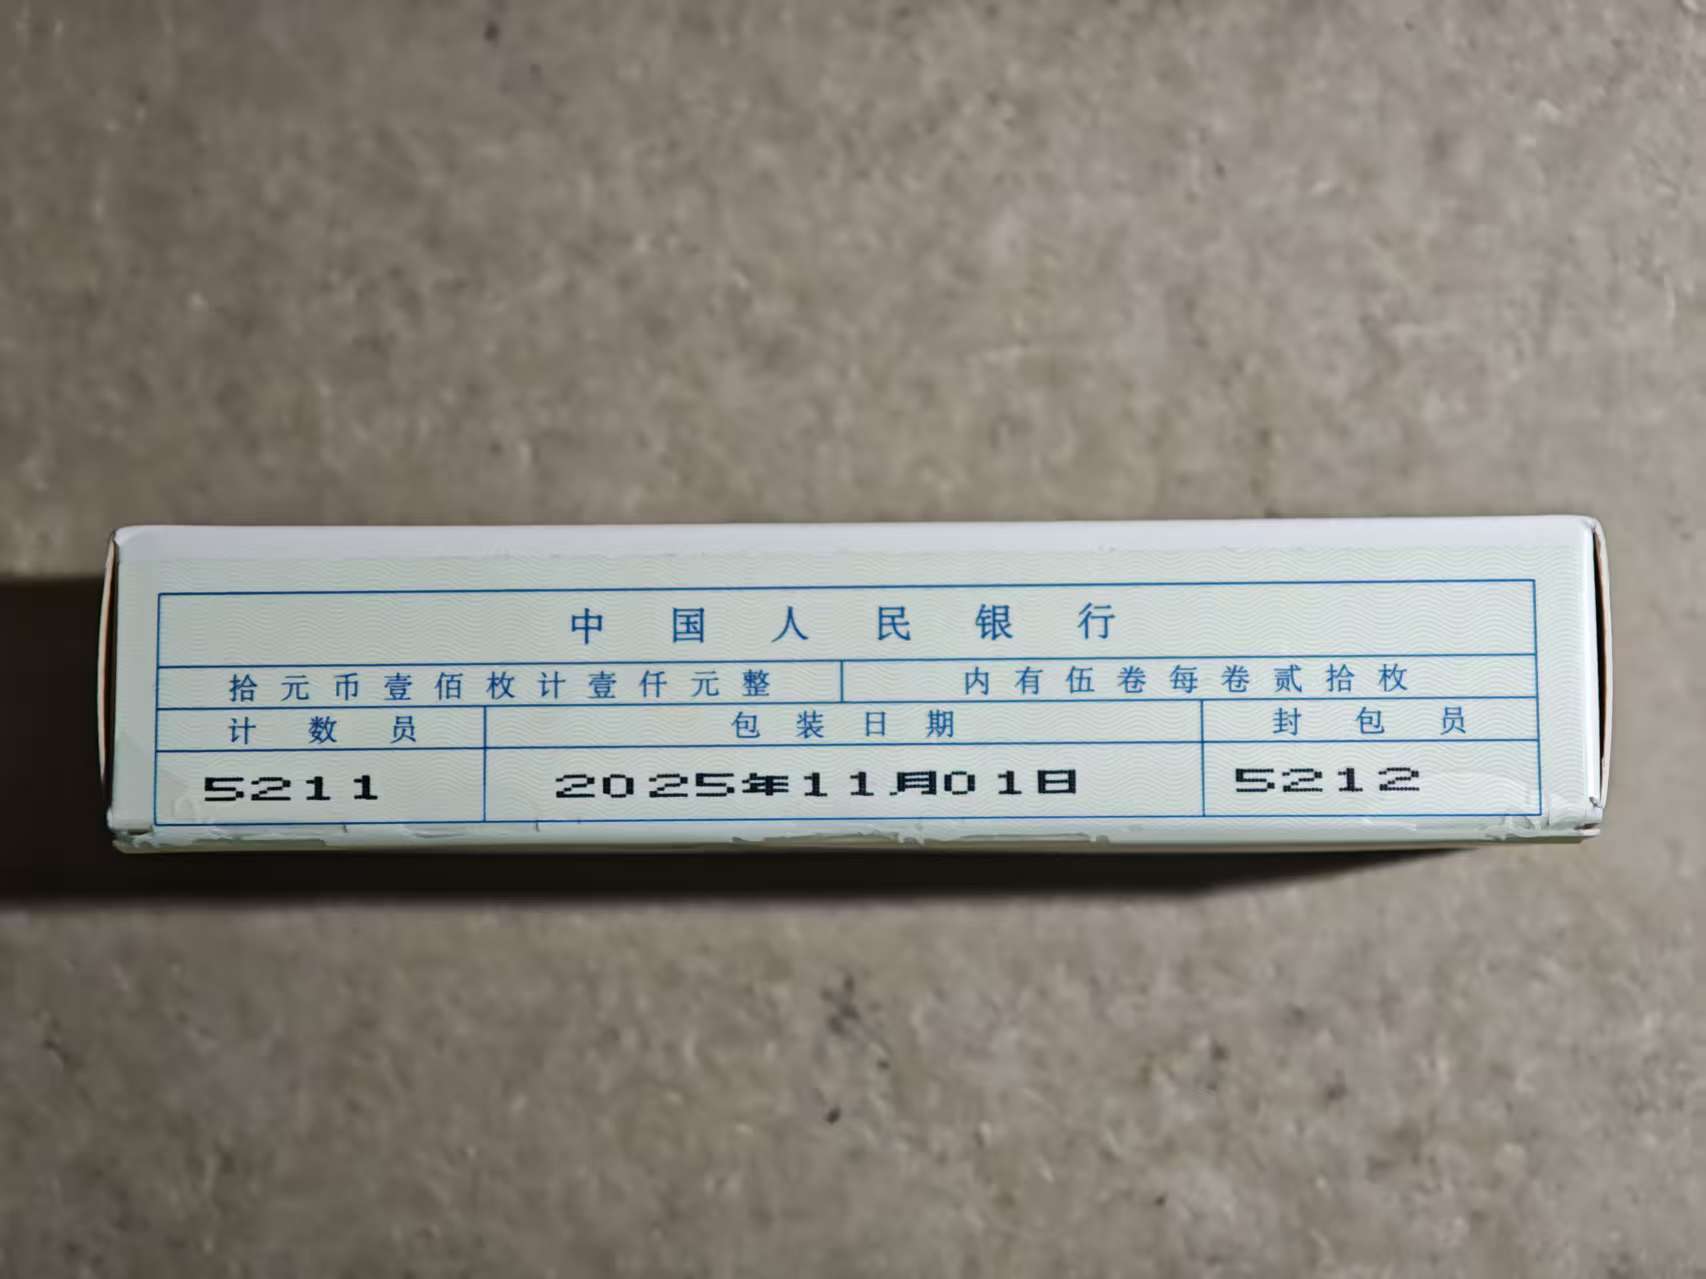 中国人民银行
拾元币壹佰枚计壹仟元整 内有伍卷每卷贰拾枚
计数员 包装日期 封包员
5211 2025年11月01日 5212